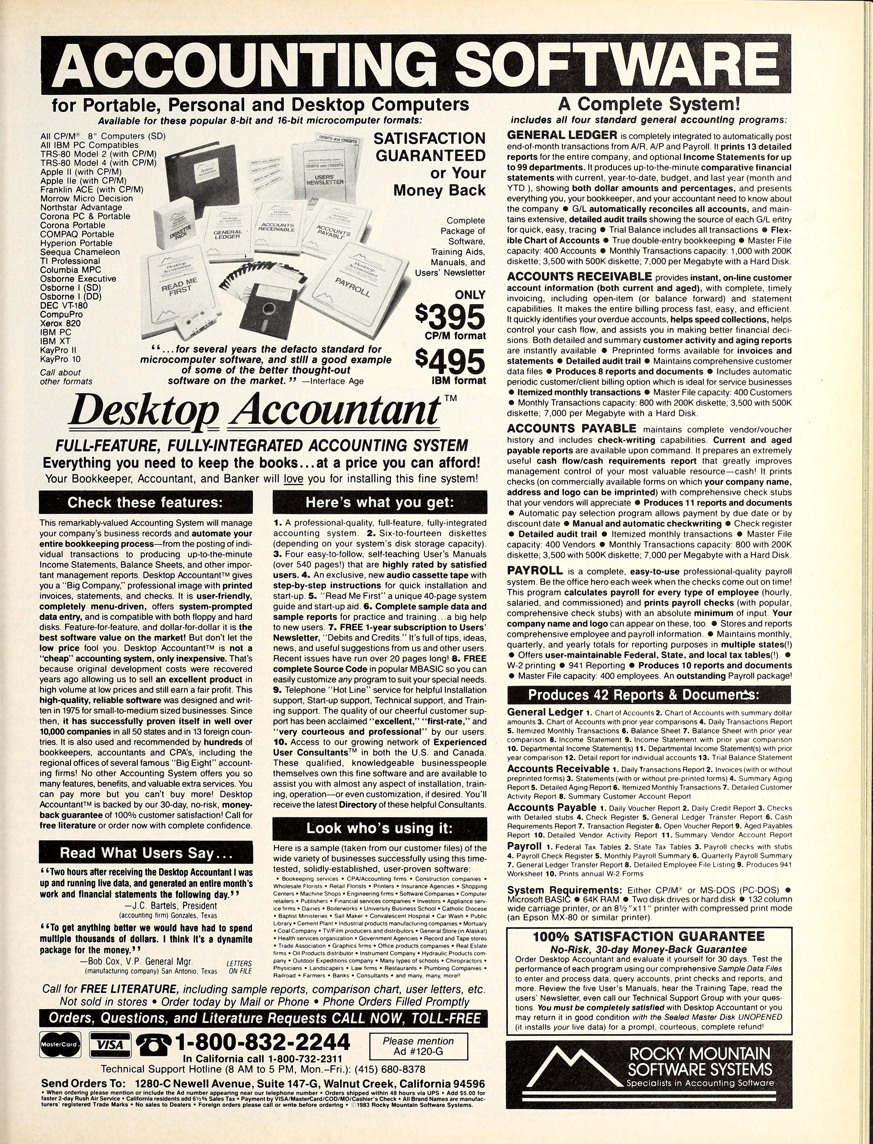 ACCOUNTING SOFTWARE
for Portable, Personal and Desktop Computers
Available for these popular 8-bit and 16-bit microcomputer formats:
All CP/M® 8" Computers (SD)
All IBM PC Compatibles
TRS-80 Model 2 (with CP/M)
TRS-80 Model 4 (with CP/M)
Apple II (with CP/M)
Apple IIe (with CP/M)
Franklin ACE (with CP/M)
Morrow Micro Decision
Northstar Advantage
Corona PC & Portable
Corona Portable
COMPAQ Portable
Hyperion Portable
Seequa Chameleon
TI Professional
Columbia MPC
Osborne Executive
Osborne I (SD)
Osborne I (DD)
DEC VT-180
CompuPro
Xerox 820
IBM PC
IBM XT
KayPro II
KayPro 10
Call about
other formats
USERS'
NEWSLETTER
DISKETTE
PACK
GENERAL
LEDGER
ACCOUNTS
RECEIVABLE
ACCOUNTS
PAYABLE
READ ME
FIRST
PAYROLL
SATISFACTION
GUARANTEED
or Your
Money Back
Complete
Package of
Software,
Training Aids,
Manuals, and
Users' Newsletter
ONLY
$395
CP/M format
$495
IBM format
“...for several years the defacto standard for
microcomputer software, and still a good example
of some of the better thought-out
software on the market.” —Interface Age
Desktop Accountant™
FULL-FEATURE, FULLY-INTEGRATED ACCOUNTING SYSTEM
Everything you need to keep the books...at a price you can afford!
Your Bookkeeper, Accountant, and Banker will love you for installing this fine system!
Check these features:
This remarkably-valued Accounting System will manage
your company's business records and automate your
entire bookkeeping process—from the posting of indi-
vidual transactions to producing up-to-the-minute
Income Statements, Balance Sheets, and other impor-
tant management reports. Desktop Accountant™ gives
you a "Big Company," professional image with printed
invoices, statements, and checks. It is user-friendly,
completely menu-driven, offers system-prompted
data entry, and is compatible with both floppy and hard
disks. Feature-for-feature, and dollar-for-dollar it is the
best software value on the market! But don't let the
low price fool you. Desktop Accountant™ is not a
"cheap" accounting system, only inexpensive. That's
because original development costs were recovered
years ago allowing us to sell an excellent product in
high volume at low prices and still earn a fair profit. This
high-quality, reliable software was designed and writ-
ten in 1975 for small-to-medium sized businesses. Since
then, it has successfully proven itself in well over
10,000 companies in all 50 states and in 13 foreign coun-
tries. It is also used and recommended by hundreds of
bookkeepers, accountants and CPA's, including the
regional offices of several famous "Big Eight" account-
ing firms! No other Accounting System offers you so
many features, benefits, and valuable extra services. You
can pay more but you can't buy more! Desktop
Accountant™ is backed by our 30-day, no-risk, money-
back guarantee of 100% customer satisfaction! Call for
free literature or order now with complete confidence.
Read What Users Say...
“Two hours after receiving the Desktop Accountant I was
up and running live data, and generated an entire month's
work and financial statements the following day.”
—J.C. Bartels, President
(accounting firm) Gonzales, Texas
“To get anything better we would have had to spend
multiple thousands of dollars. I think it's a dynamite
package for the money.”
—Bob Cox, V.P. General Mgr.
(manufacturing company) San Antonio, Texas
LETTERS
ON FILE
Here's what you get:
1. A professional-quality, full-feature, fully-integrated
accounting system. 2. Six-to-fourteen diskettes
(depending on your system's disk storage capacity).
3. Four easy-to-follow, self-teaching User's Manuals
(over 540 pages!) that are highly rated by satisfied
users. 4. An exclusive, new audio cassette tape with
step-by-step instructions for quick installation and
start-up. 5. "Read Me First" a unique 40-page system
guide and start-up aid. 6. Complete sample data and
sample reports for practice and training...a big help
to new users. 7. FREE 1-year subscription to Users'
Newsletter, "Debits and Credits." It's full of tips, ideas,
news, and useful suggestions from us and other users.
Recent issues have run over 20 pages long! 8. FREE
complete Source Code in popular MBASIC so you can
easily customize any program to suit your special needs.
9. Telephone "Hot Line" service for helpful Installation
support, Start-up support, Technical support, and Train-
ing support. The quality of our cheerful customer sup-
port has been acclaimed "excellent," "first-rate," and
"very courteous and professional" by our users.
10. Access to our growing network of Experienced
User Consultants™ in both the U.S. and Canada.
These qualified, knowledgeable businesspeople
themselves own this fine software and are available to
assist you with almost any aspect of installation, train-
ing, operation—or even customization, if desired. You'll
receive the latest Directory of these helpful Consultants.
Look who's using it:
Here is a sample (taken from our customer files) of the
wide variety of businesses successfully using this time-
tested, solidly-established, user-proven software:
• Bookkeeping services • CPA/Accounting firms • Construction companies •
Wholesale Florists • Retail Florists • Printers • Insurance Agencies • Shopping
Centers • Machine Shops • Engineering firms • Software Companies • Computer
retailers • Publishers • Financial services companies • Investors • Appliance serv-
ice firms • Dairies • Boilerworks • University Business School • Catholic Diocese
• Baptist Ministries • Sail Maker • Convalescent Hospital • Car Wash • Public
Library • Cement Plant • Industrial products manufacturing companies • Mortuary
• Coal Company • TV/Film producers and distributors • General Store (in Alaska!)
• Health services organization • Government Agencies • Record and Tape stores
• Trade Association • Graphics firms • Office products companies • Real Estate
firms • Oil Products distributor • Instrument Company • Hydraulic Products com-
pany • Outdoor Expeditions company • Many types of schools • Chiropractors •
Physicians • Landscapers • Law firms • Restaurants • Plumbing Companies •
Railroad • Farmers • Banks • Consultants • and many, many, more!!
Call for FREE LITERATURE, including sample reports, comparison chart, user letters, etc.
Not sold in stores • Order today by Mail or Phone • Phone Orders Filled Promptly
Orders, Questions, and Literature Requests CALL NOW, TOLL-FREE
MasterCard
VISA
1-800-832-2244
In California call 1-800-732-2311
Please mention
Ad #120-G
Technical Support Hotline (8 AM to 5 PM, Mon.-Fri.): (415) 680-8378
Send Orders To: 1280-C Newell Avenue, Suite 147-G, Walnut Creek, California 94596
• When ordering please mention or include the Ad number appearing near our telephone number • Orders shipped within 48 hours via UPS • Add $5.00 for
faster 2-day Rush Air Service • California residents add 6½% Sales Tax • Payment by VISA/MasterCard/COD/MO/Cashier's Check • All Brand Names are manufac-
turers' registered Trade Marks • No sales to Dealers • Foreign orders please call or write before ordering • ©1983 Rocky Mountain Software Systems.
A Complete System!
includes all four standard general accounting programs:
GENERAL LEDGER is completely integrated to automatically post
end-of-month transactions from A/R, A/P and Payroll. It prints 13 detailed
reports for the entire company, and optional Income Statements for up
to 99 departments. It produces up-to-the-minute comparative financial
statements with current, year-to-date, budget, and last year (month and
YTD ), showing both dollar amounts and percentages, and presents
everything you, your bookkeeper, and your accountant need to know about
the company ● G/L automatically reconciles all accounts, and main-
tains extensive, detailed audit trails showing the source of each G/L entry
for quick, easy, tracing ● Trial Balance includes all transactions ● Flex-
ible Chart of Accounts ● True double-entry bookkeeping ● Master File
capacity: 400 Accounts ● Monthly Transactions capacity: 1,000 with 200K
diskette; 3,500 with 500K diskette; 7,000 per Megabyte with a Hard Disk.
ACCOUNTS RECEIVABLE provides instant, on-line customer
account information (both current and aged), with complete, timely
invoicing, including open-item (or balance forward) and statement
capabilities. It makes the entire billing process fast, easy, and efficient.
It quickly identifies your overdue accounts, helps speed collections, helps
control your cash flow, and assists you in making better financial deci-
sions. Both detailed and summary customer activity and aging reports
are instantly available ● Preprinted forms available for invoices and
statements ● Detailed audit trail ● Maintains comprehensive customer
data files ● Produces 8 reports and documents ● Includes automatic
periodic customer/client billing option which is ideal for service businesses
● Itemized monthly transactions ● Master File capacity: 400 Customers
● Monthly Transactions capacity: 800 with 200K diskette; 3,500 with 500K
diskette; 7,000 per Megabyte with a Hard Disk.
ACCOUNTS PAYABLE maintains complete vendor/voucher
history and includes check-writing capabilities. Current and aged
payable reports are available upon command. It prepares an extremely
useful cash flow/cash requirements report that greatly improves
management control of your most valuable resource—cash! It prints
checks (on commercially available forms on which your company name,
address and logo can be imprinted) with comprehensive check stubs
that your vendors will appreciate ● Produces 11 reports and documents
● Automatic pay selection program allows payment by due date or by
discount date ● Manual and automatic checkwriting ● Check register
● Detailed audit trail ● Itemized monthly transactions ● Master File
capacity: 400 Vendors ● Monthly Transactions capacity: 800 with 200K
diskette; 3,500 with 500K diskette; 7,000 per Megabyte with a Hard Disk.
PAYROLL is a complete, easy-to-use professional-quality payroll
system. Be the office hero each week when the checks come out on time!
This program calculates payroll for every type of employee (hourly,
salaried, and commissioned) and prints payroll checks (with popular,
comprehensive check stubs) with an absolute minimum of input. Your
company name and logo can appear on these, too. ● Stores and reports
comprehensive employee and payroll information. ● Maintains monthly,
quarterly, and yearly totals for reporting purposes in multiple states(!)
● Offers user-maintainable Federal, State, and local tax tables(!). ●
W-2 printing ● 941 Reporting ● Produces 10 reports and documents
● Master File capacity: 400 employees. An outstanding Payroll package!
Produces 42 Reports & Documents:
General Ledger 1. Chart of Accounts 2. Chart of Accounts with summary dollar
amounts 3. Chart of Accounts with prior year comparisons 4. Daily Transactions Report
5. Itemized Monthly Transactions 6. Balance Sheet 7. Balance Sheet with prior year
comparison 8. Income Statement 9. Income Statement with prior year comparison
10. Departmental Income Statement(s) 11. Departmental Income Statement(s) with prior
year comparison 12. Detail report for individual accounts 13. Trial Balance Statement
Accounts Receivable 1. Daily Transactions Report 2. Invoices (with or without
preprinted forms) 3. Statements (with or without pre-printed forms) 4. Summary Aging
Report 5. Detailed Aging Report 6. Itemized Monthly Transactions 7. Detailed Customer
Activity Report 8. Summary Customer Account Report
Accounts Payable 1. Daily Voucher Report 2. Daily Credit Report 3. Checks
with Detailed stubs 4. Check Register 5. General Ledger Transfer Report 6. Cash
Requirements Report 7. Transaction Register 8. Open Voucher Report 9. Aged Payables
Report 10. Detailed Vendor Activity Report 11. Summary Vendor Account Report
Payroll 1. Federal Tax Tables 2. State Tax Tables 3. Payroll checks with stubs
4. Payroll Check Register 5. Monthly Payroll Summary 6. Quarterly Payroll Summary
7. General Ledger Transfer Report 8. Detailed Employee File Listing 9. Produces 941
Worksheet 10. Prints annual W-2 Forms
System Requirements: Either CP/M® or MS-DOS (PC-DOS) ●
Microsoft BASIC ● 64K RAM ● Two disk drives or hard disk ● 132 column
wide carriage printer, or an 8½"x11" printer with compressed print mode
(an Epson MX-80 or similar printer).
100% SATISFACTION GUARANTEE
No-Risk, 30-day Money-Back Guarantee
Order Desktop Accountant and evaluate it yourself for 30 days. Test the
performance of each program using our comprehensive Sample Data Files
to enter and process data, query accounts, print checks and reports, and
more. Review the five User's Manuals, hear the Training Tape, read the
users' Newsletter, even call our Technical Support Group with your ques-
tions. You must be completely satisfied with Desktop Accountant or you
may return it in good condition with the Sealed Master Disk UNOPENED
(it installs your live data) for a prompt, courteous, complete refund!
ROCKY MOUNTAIN
SOFTWARE SYSTEMS
Specialists in Accounting Software